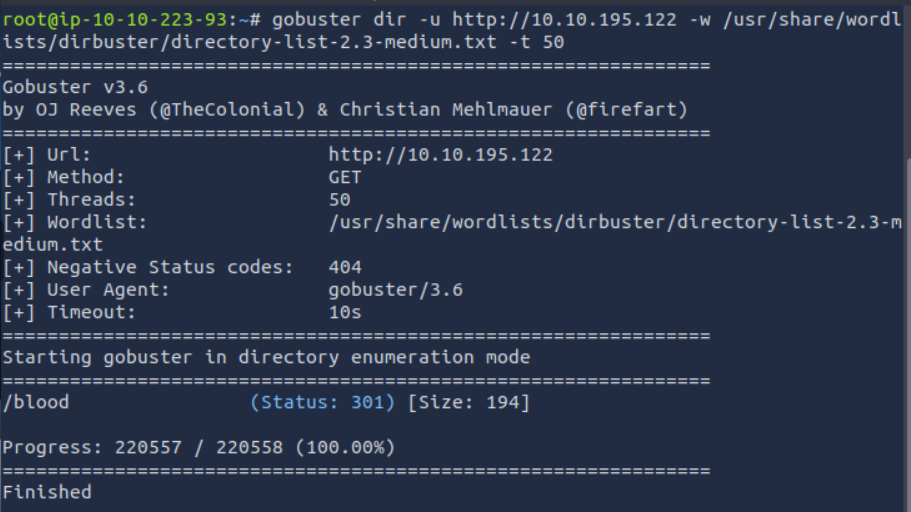 root@ip-10-10-223-93:~# gobuster dir -u http://10.10.195.122 -w /usr/share/wordl
ists/dirbuster/directory-list-2.3-medium.txt -t 50
===============================================================
Gobuster v3.6
by OJ Reeves (@TheColonial) & Christian Mehlmauer (@firefart)
===============================================================
[+] Url:                     http://10.10.195.122
[+] Method:                  GET
[+] Threads:                 50
[+] Wordlist:                /usr/share/wordlists/dirbuster/directory-list-2.3-m
edium.txt
[+] Negative Status codes:   404
[+] User Agent:              gobuster/3.6
[+] Timeout:                 10s
===============================================================
Starting gobuster in directory enumeration mode
===============================================================
/blood                (Status: 301) [Size: 194]
Progress: 220557 / 220558 (100.00%)
===============================================================
Finished